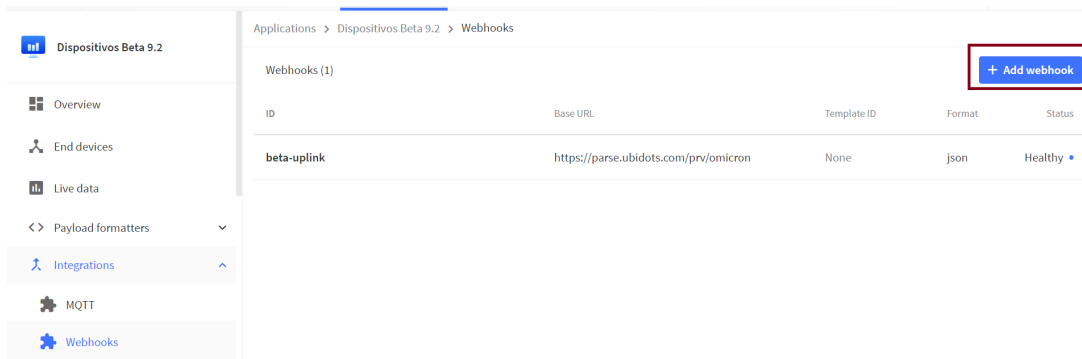 Dispositivos Beta 9.2
Overview
End devices
Live data
Payload formatters
Integrations
MQTT
Webhooks
Applications > Dispositivos Beta 9.2 > Webhooks
Webhooks (1)
+ Add webhook
ID Base URL Template ID Format Status
beta-uplink https://parse.ubidots.com/prv/omicron None json Healthy